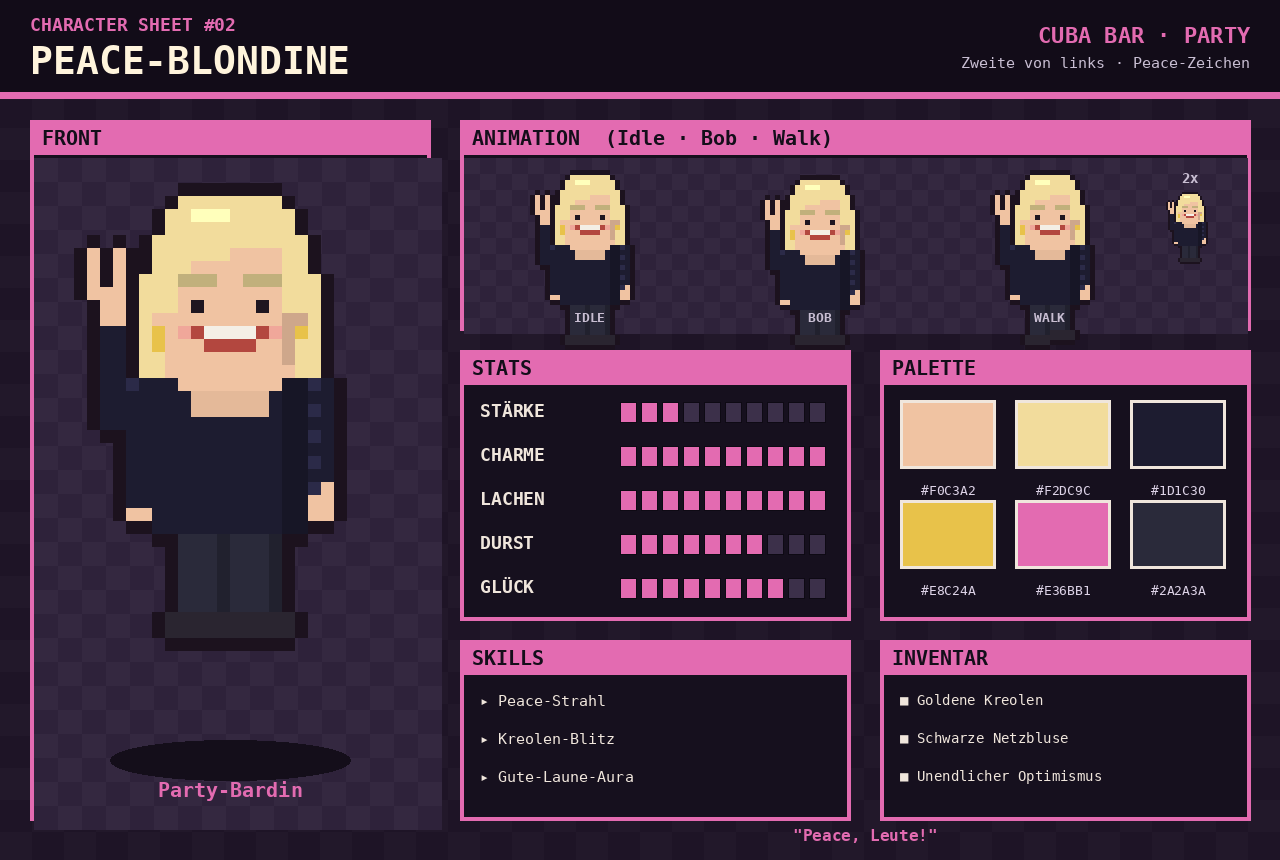 CHARACTER SHEET #02
PEACE-BLONDINE
CUBA BAR · PARTY
Zweite von links · Peace-Zeichen
FRONT
Party-Bardin
ANIMATION (Idle · Bob · Walk)
2x
IDLE
BOB
WALK
STATS
STÄRKE
CHARME
LACHEN
DURST
GLÜCK
PALETTE
#F0C3A2
#F2DC9C
#1D1C30
#E8C24A
#E36BB1
#2A2A3A
SKILLS
▸ Peace-Strahl
▸ Kreolen-Blitz
▸ Gute-Laune-Aura
INVENTAR
■ Goldene Kreolen
■ Schwarze Netzbluse
■ Unendlicher Optimismus
"Peace, Leute!"